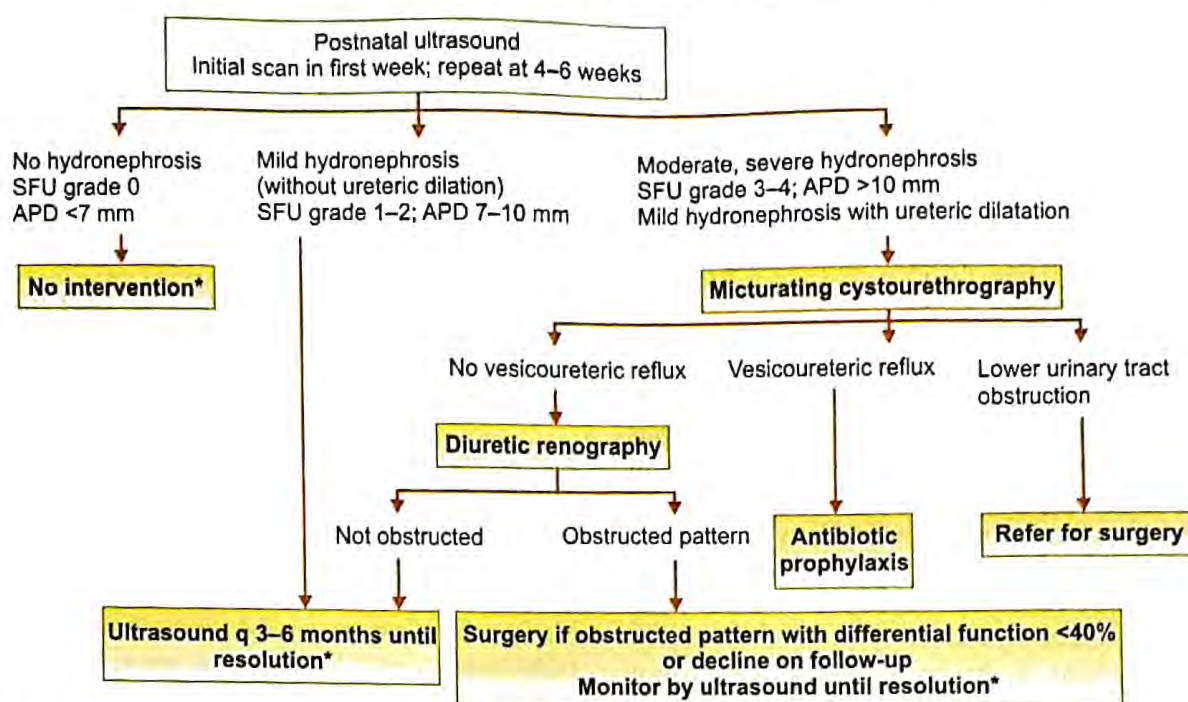 Postnatal ultrasound
Initial scan in first week; repeat at 4–6 weeks
No hydronephrosis
SFU grade 0
APD <7 mm
Mild hydronephrosis
(without ureteric dilation)
SFU grade 1–2; APD 7–10 mm
Moderate, severe hydronephrosis
SFU grade 3–4; APD >10 mm
Mild hydronephrosis with ureteric dilatation
No intervention*
Micturating cystourethrography
No vesicoureteric reflux
Vesicoureteric reflux
Lower urinary tract
obstruction
Diuretic renography
Not obstructed
Obstructed pattern
Antibiotic
prophylaxis
Refer for surgery
Ultrasound q 3–6 months until
resolution*
Surgery if obstructed pattern with differential function <40%
or decline on follow-up
Monitor by ultrasound until resolution*